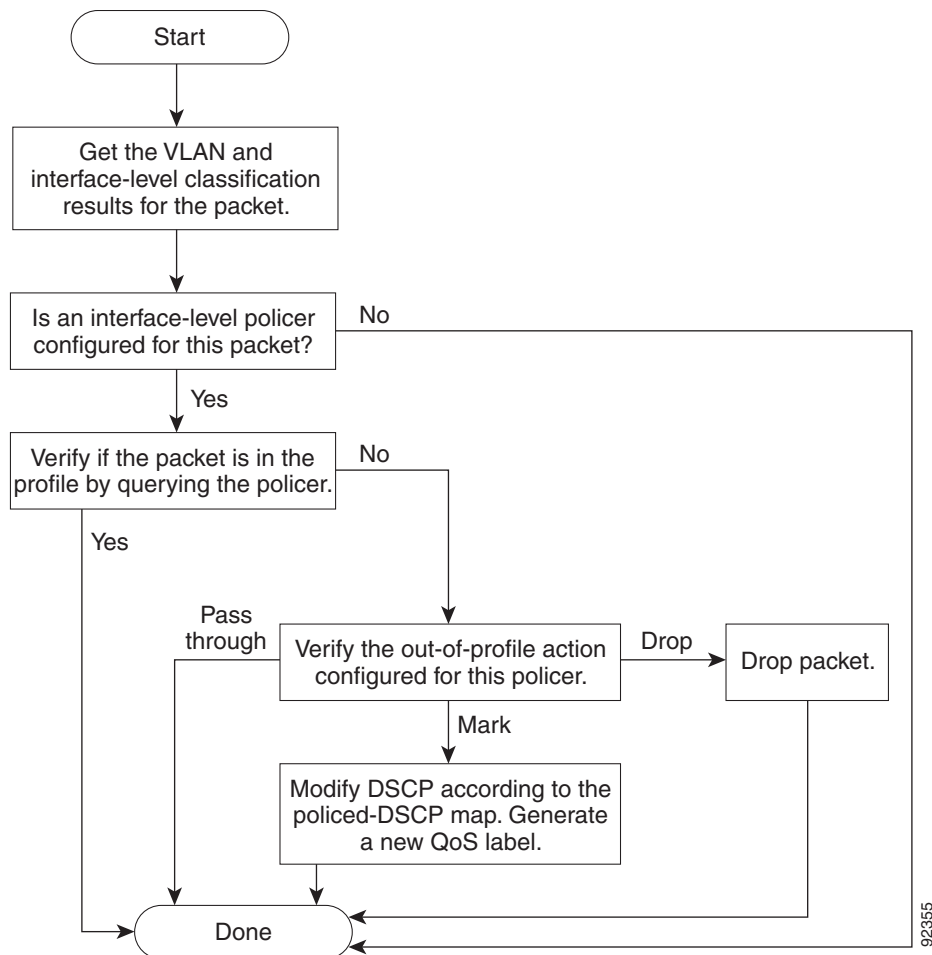 Start
Get the VLAN and
interface-level classification
results for the packet.
Is an interface-level policer
configured for this packet?
No
Yes
Verify if the packet is in the
profile by querying the policer.
No
Yes
Pass
through
Verify the out-of-profile action
configured for this policer.
Drop
Drop packet.
Mark
Modify DSCP according to the
policed-DSCP map. Generate
a new QoS label.
Done
92355